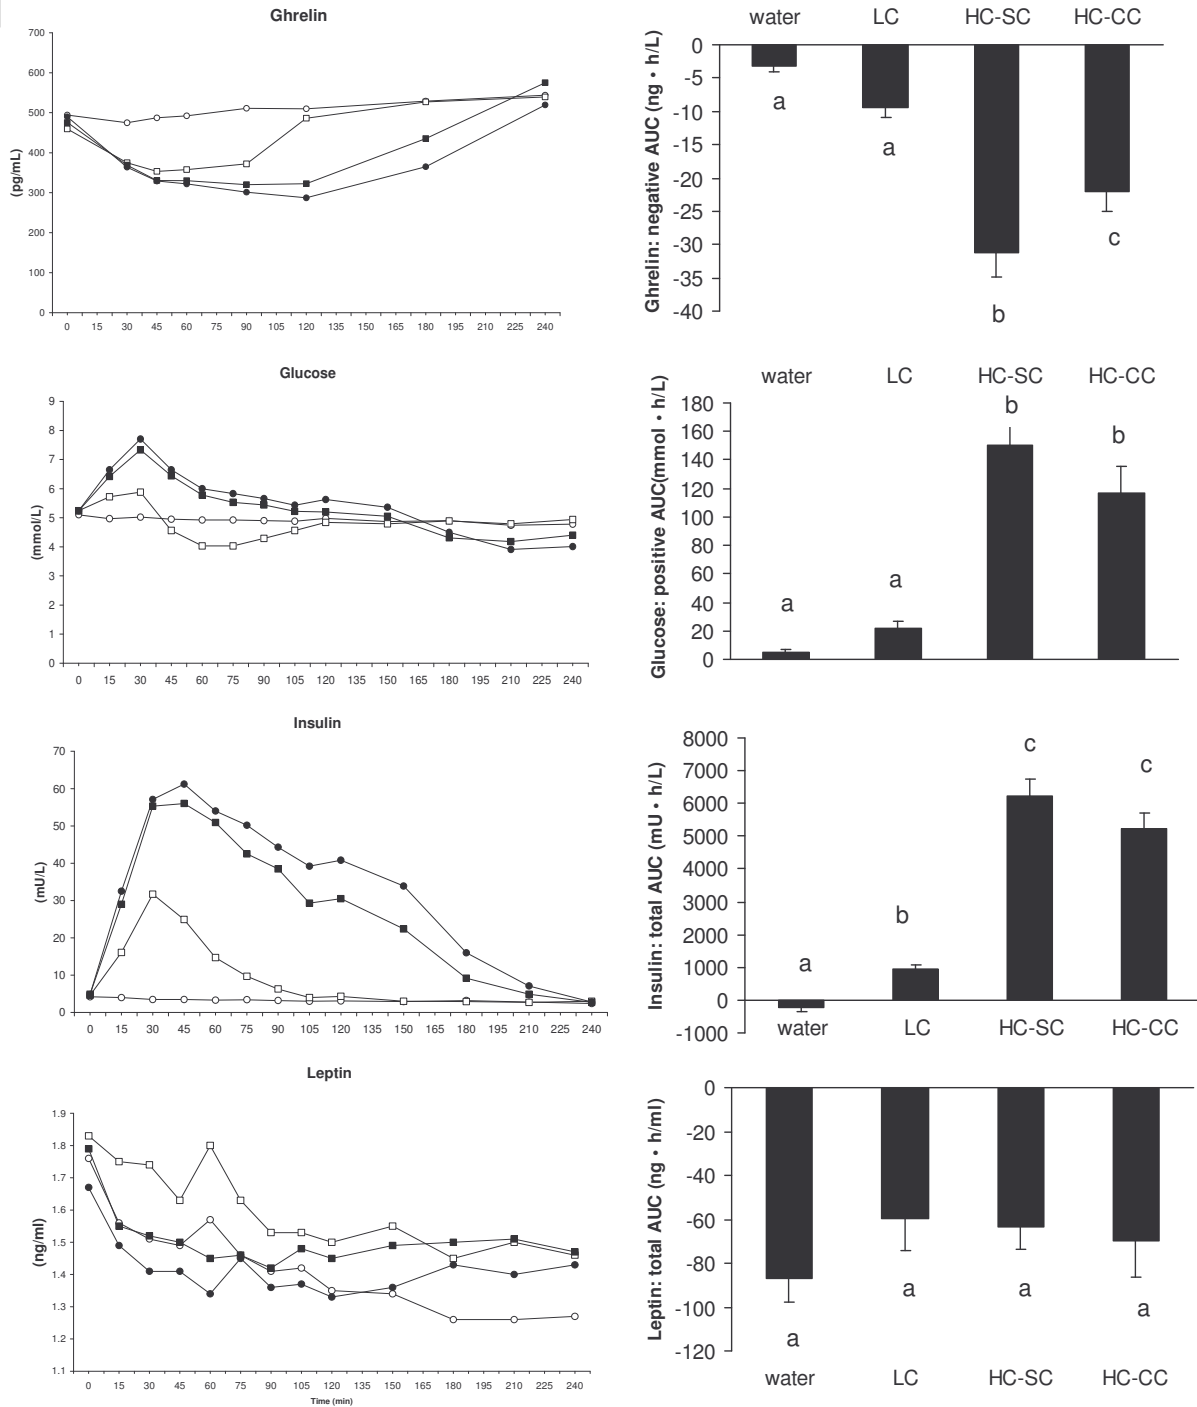 Ghrelin
700
600
500
400
300
200
100
0
(pg/mL)
0 15 30 45 60 75 90 105 120 135 150 165 180 195 210 225 240
water LC HC-SC HC-CC
0
-5
-10
-15
-20
-25
-30
-35
-40
Ghrelin: negative AUC (ng • h/L)
a
a
b
c
Glucose
9
8
7
6
5
4
3
2
1
0
(mmol/L)
0 15 30 45 60 75 90 105 120 135 150 165 180 195 210 225 240
water LC HC-SC HC-CC
180
160
140
120
100
80
60
40
20
0
Glucose: positive AUC(mmol • h/L)
a
a
b
b
Insulin
70
60
50
40
30
20
10
0
(mU/L)
0 15 30 45 60 75 90 105 120 135 150 165 180 195 210 225 240
8000
7000
6000
5000
4000
3000
2000
1000
0
-1000
Insulin: total AUC (mU • h/L)
a
b
c
c
water LC HC-SC HC-CC
Leptin
1.9
1.8
1.7
1.6
1.5
1.4
1.3
1.2
1.1
(ng/ml)
0 15 30 45 60 75 90 105 120 135 150 165 180 195 210 225 240
Time (min)
0
-20
-40
-60
-80
-100
-120
Leptin: total AUC (ng • h/ml)
a
a
a
a
water LC HC-SC HC-CC